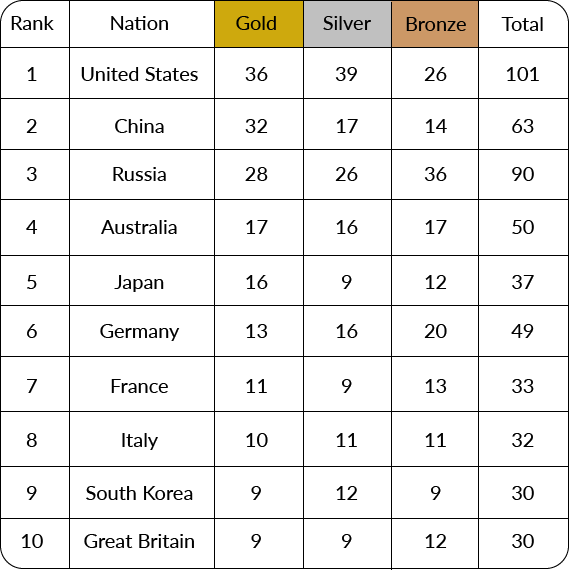 Rank Nation Gold Silver Bronze Total
1 United States 36 39 26 101
2 China 32 17 14 63
3 Russia 28 26 36 90
4 Australia 17 16 17 50
5 Japan 16 9 12 37
6 Germany 13 16 20 49
7 France 11 9 13 33
8 Italy 10 11 11 32
9 South Korea 9 12 9 30
10 Great Britain 9 9 12 30